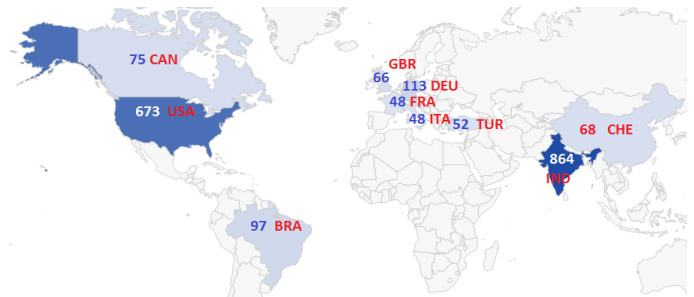 75 CAN
673 USA
97 BRA
GBR
66
113 DEU
48 FRA
48 ITA
52 TUR
68 CHE
864
IND